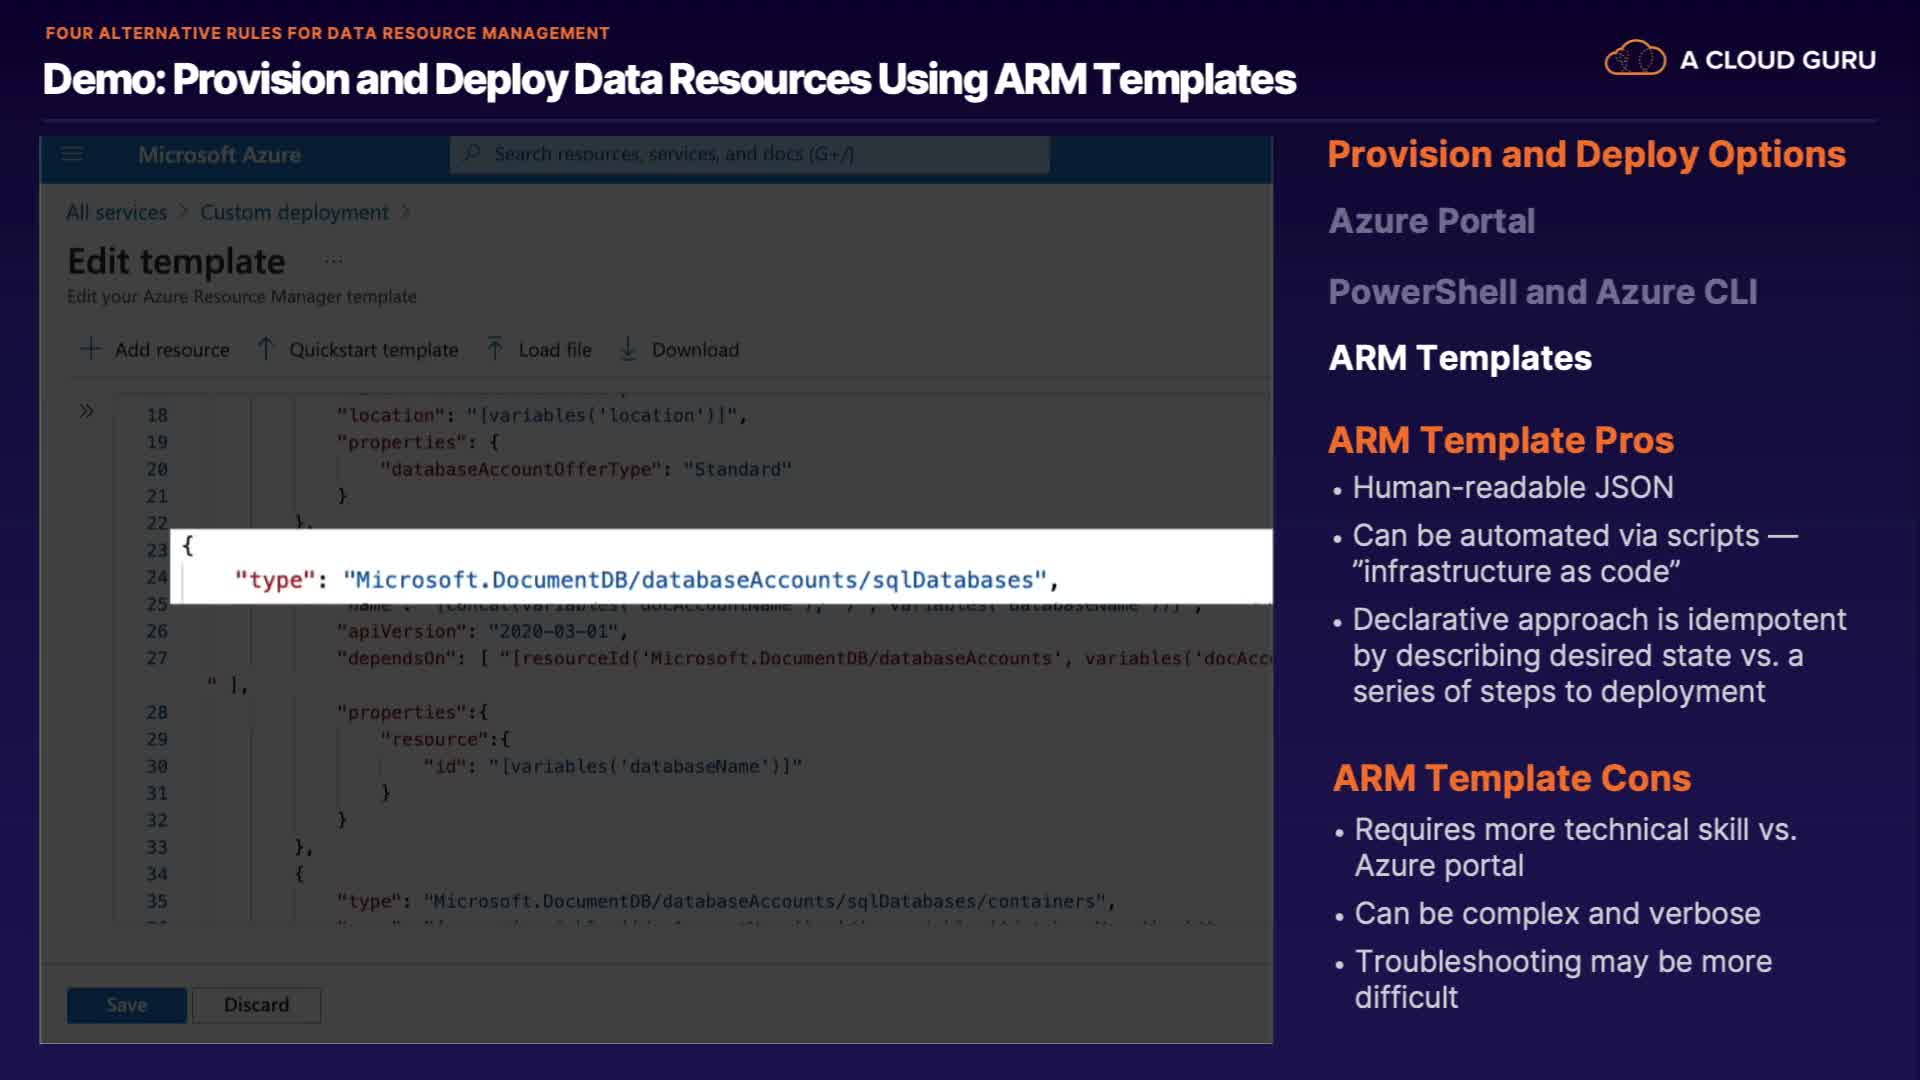 FOUR ALTERNATIVE RULES FOR DATA RESOURCE MANAGEMENT
Demo: Provision and Deploy Data Resources Using ARM Templates
A CLOUD GURU
Microsoft Azure
Search resources, services, and docs (G+/)
All services > Custom deployment >
Edit template ...
Edit your Azure Resource Manager template
Add resource
Quickstart template
Load file
Download
18 "location": "[variables('location')]",
19 "properties": {
20 "databaseAccountOfferType": "Standard"
21 }
22 },
23 {
24 "type": "Microsoft.DocumentDB/databaseAccounts/sqlDatabases",
25 "name": "[concat(variables('docAccountName'), '/', variables('databaseName'))]",
26 "apiVersion": "2020-03-01",
27 "dependsOn": [ "[resourceId('Microsoft.DocumentDB/databaseAccounts', variables('docAcc
" ],
28 "properties":{
29 "resource":{
30 "id": "[variables('databaseName')]"
31 }
32 }
33 },
34 {
35 "type": "Microsoft.DocumentDB/databaseAccounts/sqlDatabases/containers",
Save
Discard
Provision and Deploy Options
Azure Portal
PowerShell and Azure CLI
ARM Templates
ARM Template Pros
• Human-readable JSON
• Can be automated via scripts —
”infrastructure as code”
• Declarative approach is idempotent
by describing desired state vs. a
series of steps to deployment
ARM Template Cons
• Requires more technical skill vs.
Azure portal
• Can be complex and verbose
• Troubleshooting may be more
difficult